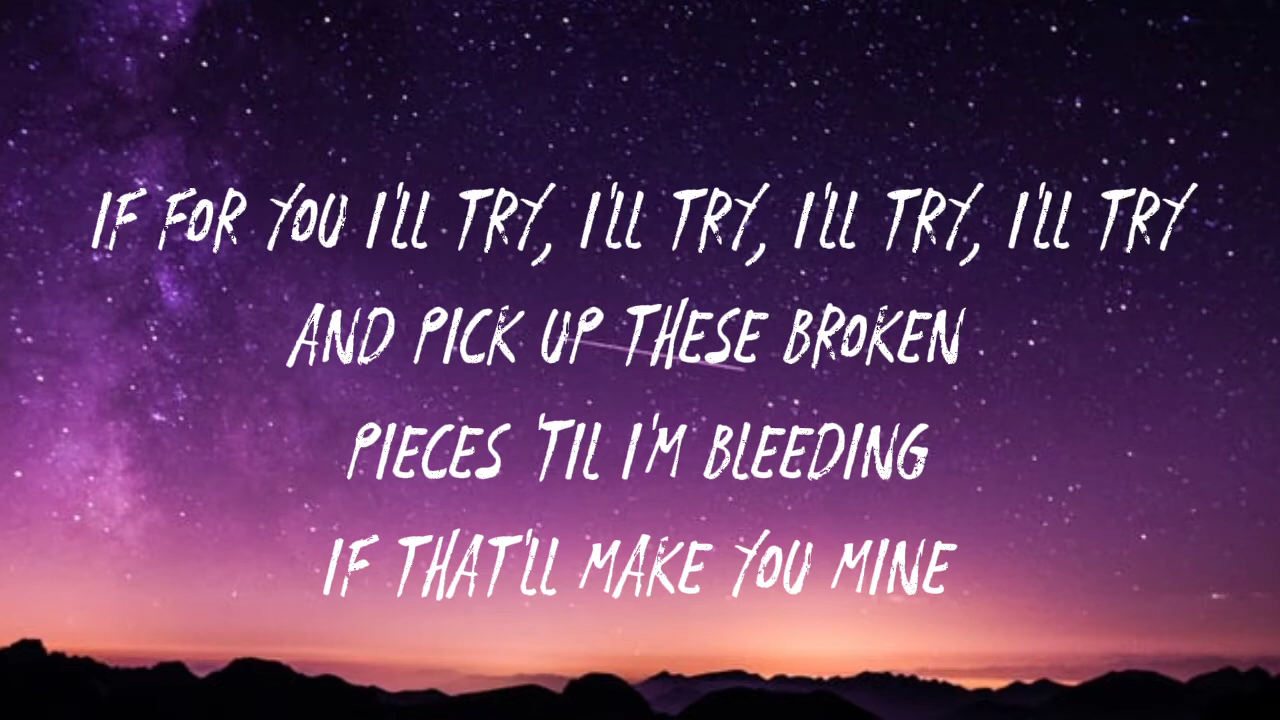 IF FOR YOU I'LL TRY, I'LL TRY, I'LL TRY, I'LL TRY
AND PICK UP THESE BROKEN
PIECES 'TIL I'M BLEEDING
IF THAT'LL MAKE YOU MINE